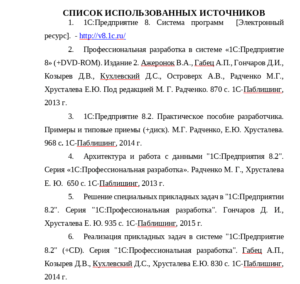 СПИСОК ИСПОЛЬЗОВАННЫХ ИСТОЧНИКОВ
1. 1С:Предприятие 8. Система программ [Электронный
ресурс]. - http://v8.1c.ru/
2. Профессиональная разработка в системе «1С:Предприятие
8» (+DVD-ROM). Издание 2. Ажеронок В.А., Габец А.П., Гончаров Д.И.,
Козырев Д.В., Кухлевский Д.С., Островерх А.В., Радченко М.Г.,
Хрусталева Е.Ю. Под редакцией М. Г. Радченко. 870 с. 1С-Паблишинг,
2013 г.
3. 1С:Предприятие 8.2. Практическое пособие разработчика.
Примеры и типовые приемы (+диск). М.Г. Радченко, Е.Ю. Хрусталева.
968 с. 1С-Паблишинг, 2014 г.
4. Архитектура и работа с данными "1С:Предприятия 8.2".
Серия «1С:Профессиональная разработка». Радченко М. Г., Хрусталева
Е. Ю. 650 с. 1С-Паблишинг, 2013 г.
5. Решение специальных прикладных задач в "1С:Предприятии
8.2". Серия "1С:Профессиональная разработка". Гончаров Д. И.,
Хрусталева Е. Ю. 935 с. 1С-Паблишинг, 2015 г.
6. Реализация прикладных задач в системе "1С:Предприятие
8.2" (+CD). Серия "1С:Профессиональная разработка". Габец А.П.,
Козырев Д.В., Кухлевский Д.С., Хрусталева Е.Ю. 830 с. 1С-Паблишинг,
2014 г.